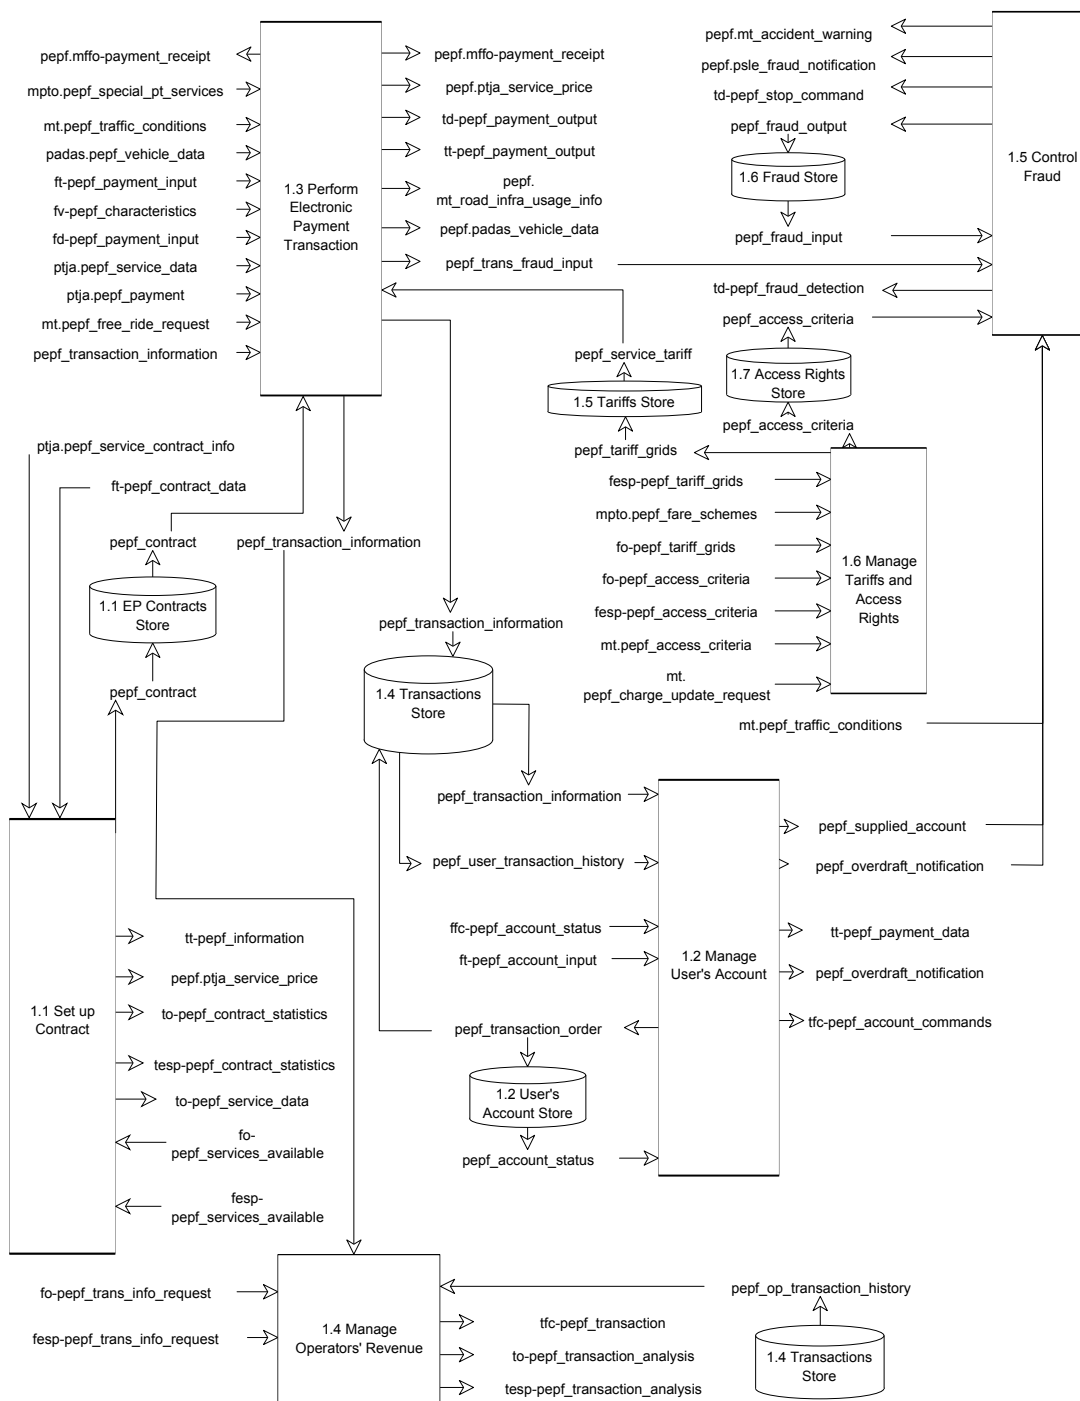 pepf.mffo-payment_receipt
mpto.pepf_special_pt_services
mt.pepf_traffic_conditions
padas.pepf_vehicle_data
ft-pepf_payment_input
fv-pepf_characteristics
fd-pepf_payment_input
ptja.pepf_service_data
ptja.pepf_payment
mt.pepf_free_ride_request
pepf_transaction_information
1.3 Perform
Electronic
Payment
Transaction
pepf.mffo-payment_receipt
pepf.ptja_service_price
td-pepf_payment_output
tt-pepf_payment_output
pepf.
mt_road_infra_usage_info
pepf.padas_vehicle_data
pepf_trans_fraud_input
pepf.mt_accident_warning
pepf.psle_fraud_notification
td-pepf_stop_command
pepf_fraud_output
1.6 Fraud Store
pepf_fraud_input
td-pepf_fraud_detection
pepf_access_criteria
1.7 Access Rights
Store
pepf_access_criteria
1.5 Control
Fraud
pepf_service_tariff
1.5 Tariffs Store
pepf_tariff_grids
fesp-pepf_tariff_grids
mpto.pepf_fare_schemes
fo-pepf_tariff_grids
fo-pepf_access_criteria
fesp-pepf_access_criteria
mt.pepf_access_criteria
mt.
pepf_charge_update_request
1.6 Manage
Tariffs and
Access
Rights
mt.pepf_traffic_conditions
ptja.pepf_service_contract_info
ft-pepf_contract_data
pepf_contract
1.1 EP Contracts
Store
pepf_contract
pepf_transaction_information
pepf_transaction_information
1.4 Transactions
Store
pepf_transaction_information
pepf_user_transaction_history
ffc-pepf_account_status
ft-pepf_account_input
pepf_transaction_order
1.2 User's
Account Store
pepf_account_status
1.2 Manage
User's Account
pepf_supplied_account
pepf_overdraft_notification
tt-pepf_payment_data
pepf_overdraft_notification
tfc-pepf_account_commands
1.1 Set up
Contract
tt-pepf_information
pepf.ptja_service_price
to-pepf_contract_statistics
tesp-pepf_contract_statistics
to-pepf_service_data
fo-
pepf_services_available
fesp-
pepf_services_available
fo-pepf_trans_info_request
fesp-pepf_trans_info_request
1.4 Manage
Operators' Revenue
pepf_op_transaction_history
tfc-pepf_transaction
to-pepf_transaction_analysis
tesp-pepf_transaction_analysis
1.4 Transactions
Store